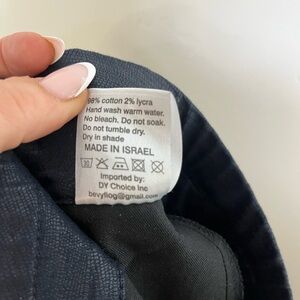 98% cotton 2% lycra
Hand wash warm water.
No bleach. Do not soak.
Do not tumble dry.
Dry in shade
MADE IN ISRAEL
Imported by:
DY Choice Inc
bevyflog@gmail.com